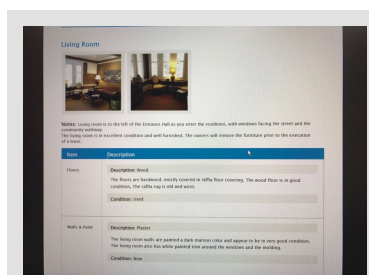 Living Room
Notes: Living room is to the left of the Entrance Hall as you enter the residence, with windows facing the street and the
community walkway.
The living room is in excellent condition and well furnished. The owners will remove the furniture prior to the execution
of a lease.
Item Description
Floors Description: Wood
The floors are hardwood, mostly covered in raffia floor covering. The wood floor is in good
condition. The raffia rug is old and worn.
Condition: Used
Walls & Paint Description: Plaster
The living room walls are painted a dark maroon color and appear to be in very good condition.
The living room also has white painted trim around the windows and the molding.
Condition: New